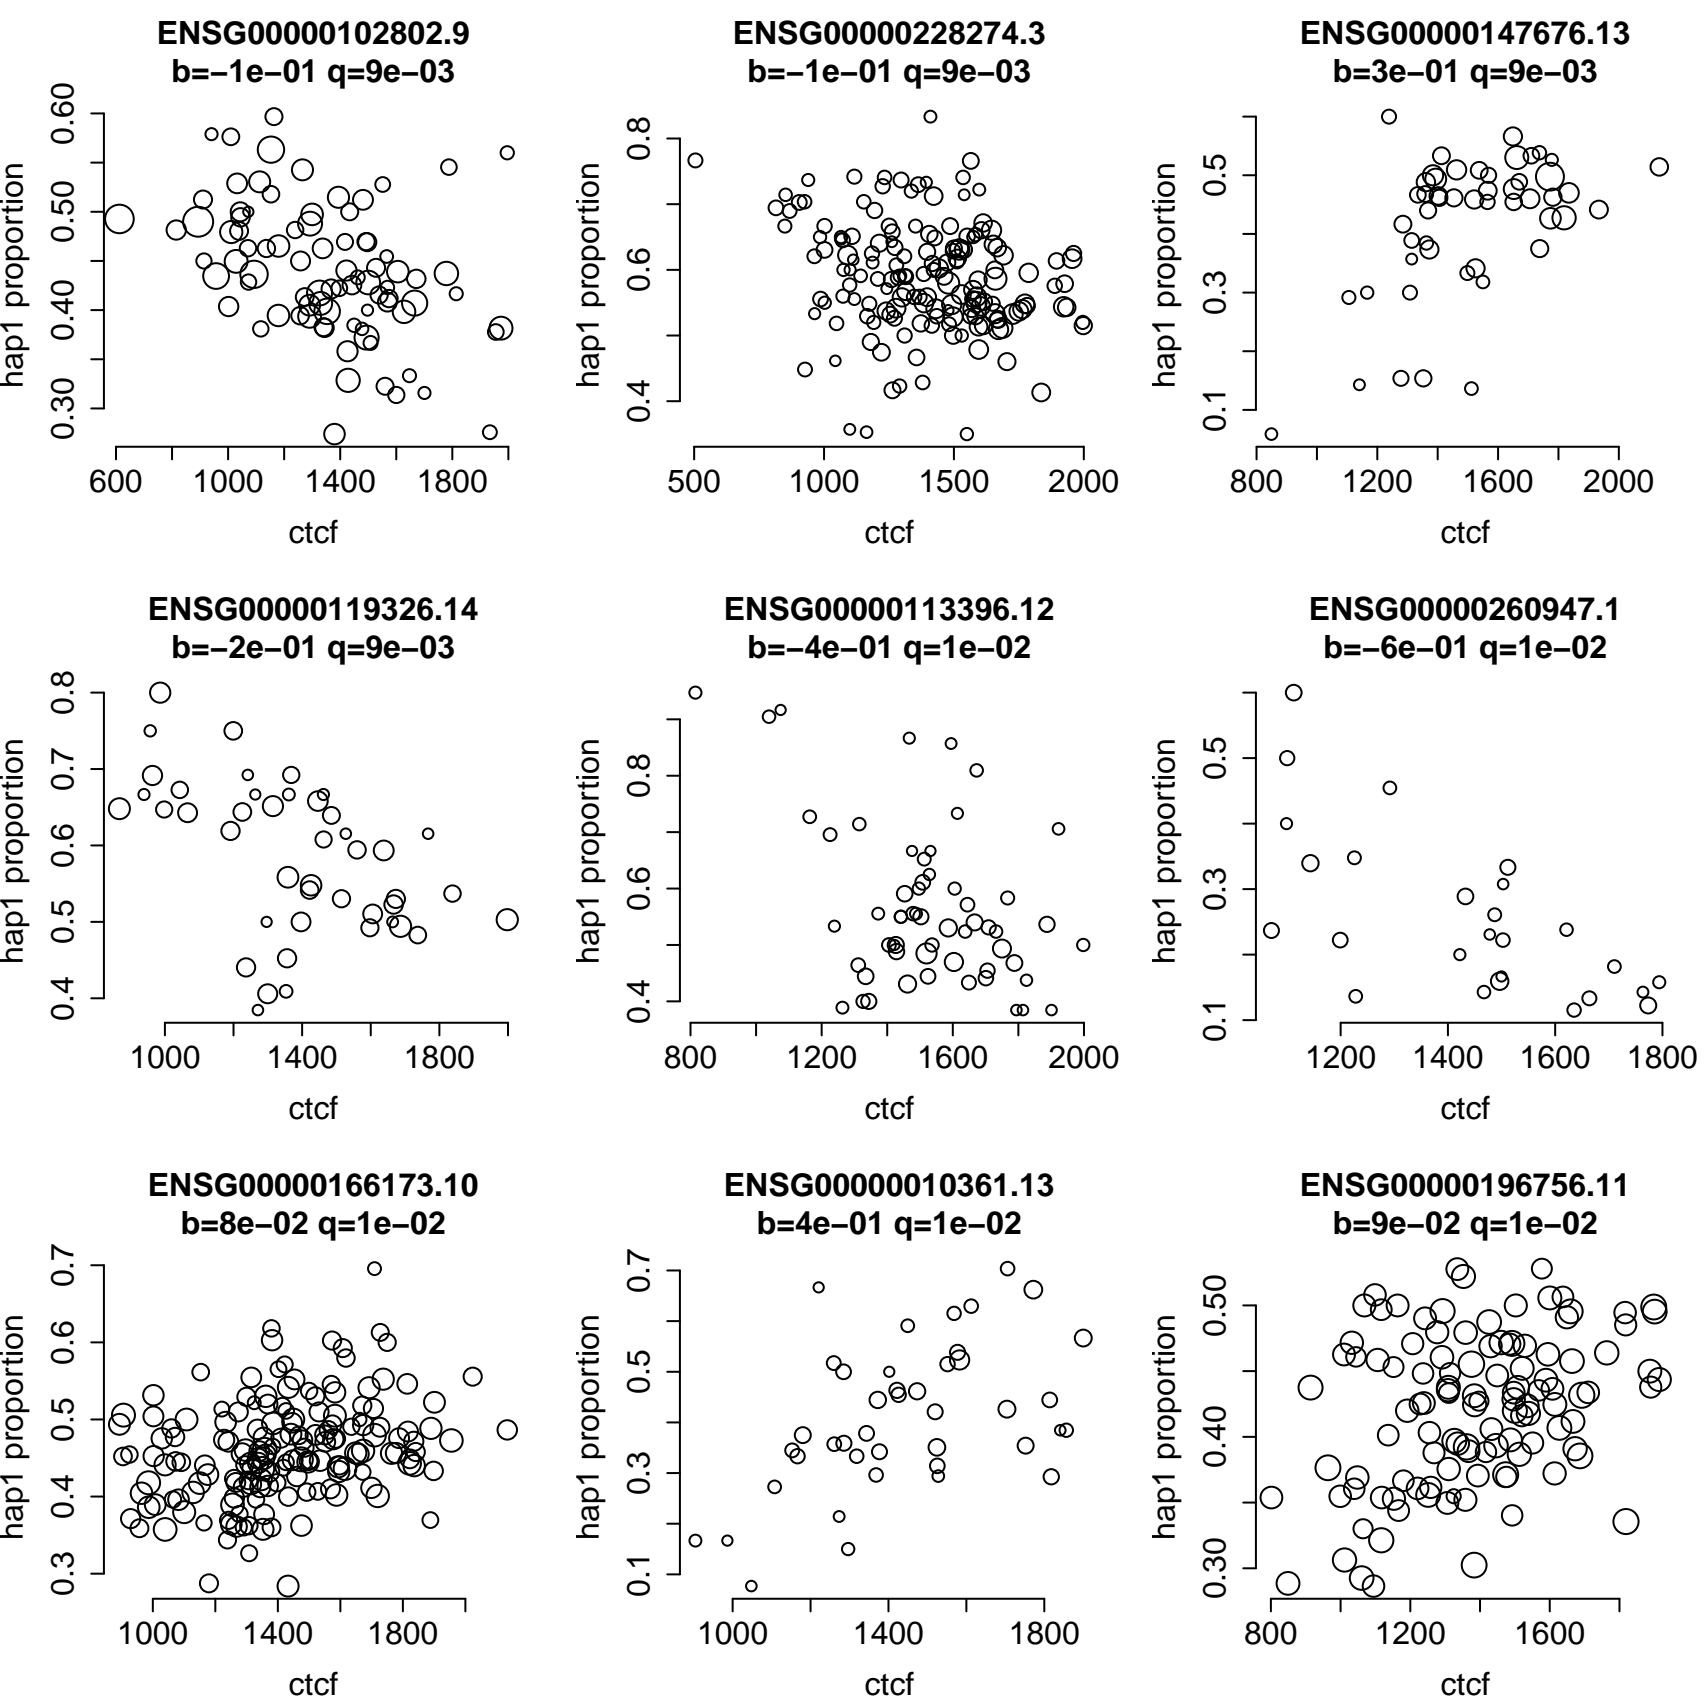 ENSG00000102802.9
b=−1e−01 q=9e−03
hap1 proportion
0.60
0.50
0.40
0.30
600 1000 1400 1800
ctcf
ENSG00000228274.3
b=−1e−01 q=9e−03
hap1 proportion
0.8
0.6
0.4
500 1000 1500 2000
ctcf
ENSG00000147676.13
b=3e−01 q=9e−03
hap1 proportion
0.5
0.3
0.1
800 1200 1600 2000
ctcf
ENSG00000119326.14
b=−2e−01 q=9e−03
hap1 proportion
0.8
0.7
0.6
0.5
0.4
1000 1400 1800
ctcf
ENSG00000113396.12
b=−4e−01 q=1e−02
hap1 proportion
0.8
0.6
0.4
800 1200 1600 2000
ctcf
ENSG00000260947.1
b=−6e−01 q=1e−02
hap1 proportion
0.5
0.3
0.1
1200 1400 1600 1800
ctcf
ENSG00000166173.10
b=8e−02 q=1e−02
hap1 proportion
0.7
0.6
0.5
0.4
0.3
1000 1400 1800
ctcf
ENSG00000010361.13
b=4e−01 q=1e−02
hap1 proportion
0.7
0.5
0.3
0.1
1000 1400 1800
ctcf
ENSG00000196756.11
b=9e−02 q=1e−02
hap1 proportion
0.50
0.40
0.30
800 1200 1600
ctcf